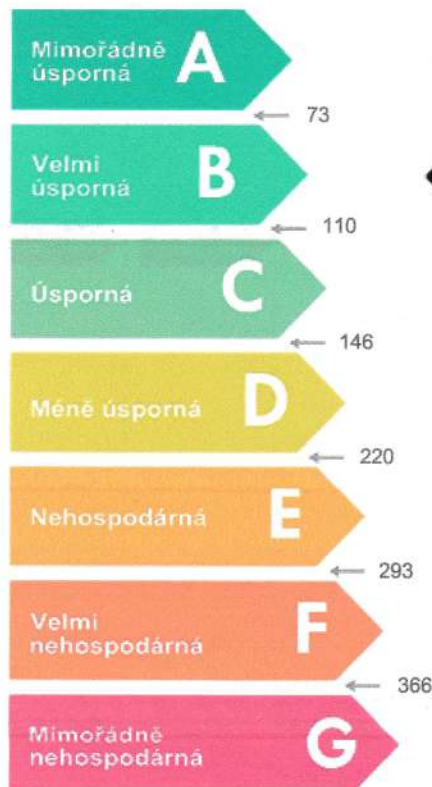 Mimořádně
úsporná A
73
Velmi
úsporná B
110
Úsporná C
146
Méně úsporná D
220
Nehospodárná E
293
Velmi
nehospodárná F
366
Mimořádně
nehospodárná G